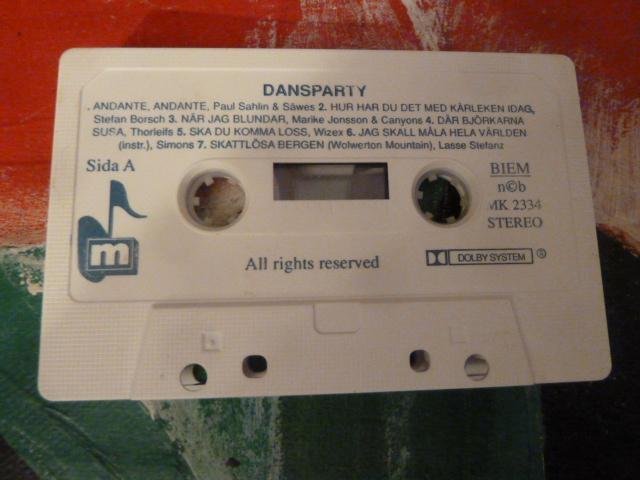 DANSPARTY
. ANDANTE, ANDANTE, Paul Sahlin & Säwes 2. HUR HAR DU DET MED KÄRLEKEN IDAG,
Stefan Borsch 3. NÄR JAG BLUNDAR, Marike Jonsson & Canyons 4. DÄR BJÖRKARNA
SUSA, Thorleifs 5. SKA DU KOMMA LOSS, Wizex 6. JAG SKALL MÅLA HELA VÄRLDEN
(instr.), Simons 7. SKATTLÖSA BERGEN (Wolwerton Mountain), Lasse Stefanz
Sida A
BIEM
n©b
MK 2334
STEREO
m
All rights reserved
DOLBY SYSTEM ®